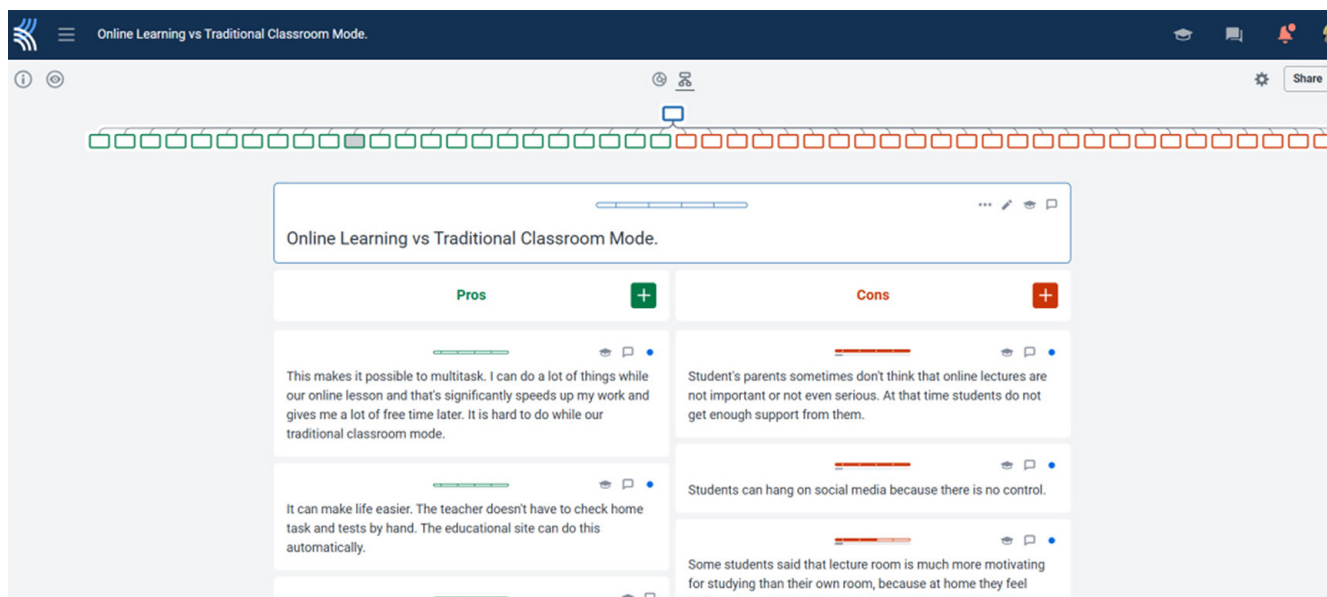 Online Learning vs Traditional Classroom Mode.
Share
Online Learning vs Traditional Classroom Mode.
Pros
Cons
This makes it possible to multitask. I can do a lot of things while
our online lesson and that's significantly speeds up my work and
gives me a lot of free time later. It is hard to do while our
traditional classroom mode.
It can make life easier. The teacher doesn't have to check home
task and tests by hand. The educational site can do this
automatically.
Student's parents sometimes don't think that online lectures are
not important or not even serious. At that time students do not
get enough support from them.
Students can hang on social media because there is no control.
Some students said that lecture room is much more motivating
for studying than their own room, because at home they feel